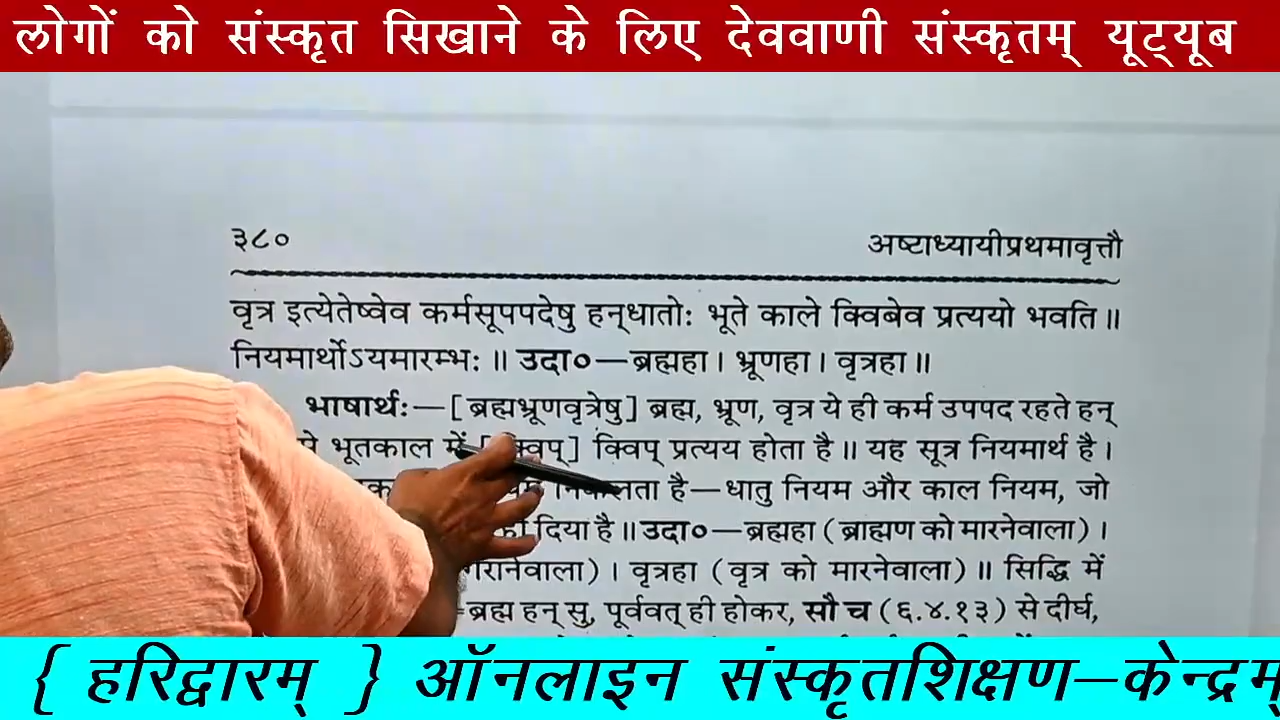 लोगों को संस्कृत सिखाने के लिए देववाणी संस्कृतम् यूट्यूब
३८० अष्टाध्यायीप्रथमावृत्तौ
वृत्र इत्येतेष्वेव कर्मसूपपदेषु हन्धातोः भूते काले क्विबेव प्रत्ययो भवति॥
नियमार्थोऽयमारम्भः॥ उदा०—ब्रह्महा। भ्रूणहा। वृत्रहा॥
भाषार्थः—[ब्रह्मभ्रूणवृत्रेषु] ब्रह्म, भ्रूण, वृत्र ये ही कर्म उपपद रहते हन्
भूतकाल में क्विप् प्रत्यय होता है॥ यह सूत्र नियमार्थ है।
है—धातु नियम और काल नियम, जो
दिया है॥ उदा०—ब्रह्महा (ब्राह्मण को मारनेवाला)।
वृत्रहा (वृत्र को मारनेवाला)॥ सिद्धि में
ब्रह्म हन् सु, पूर्ववत् ही होकर, सौ च (६.४.१३) से दीर्घ,
{ हरिद्वारम् } ऑनलाइन संस्कृतशिक्षण–केन्द्रम्